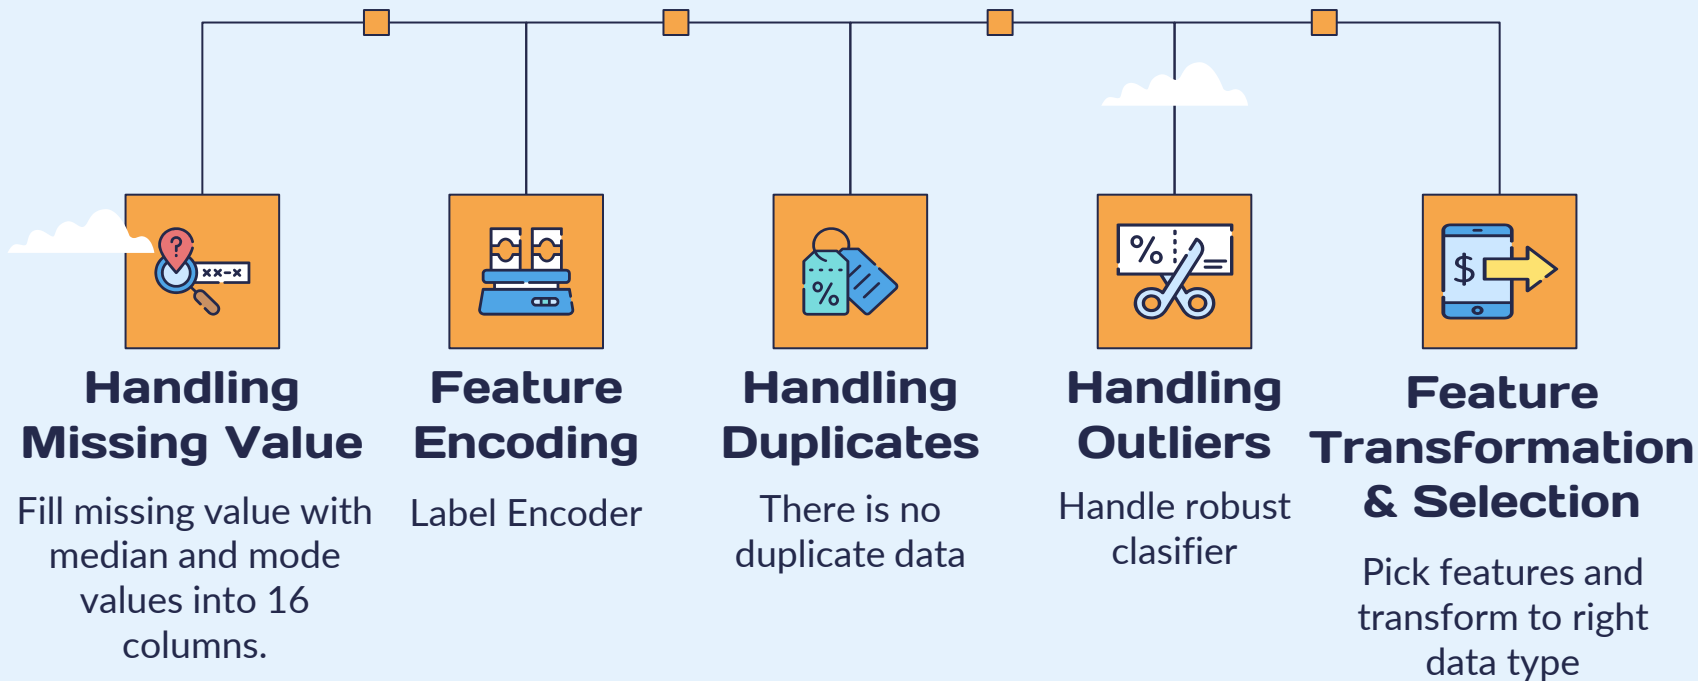 ? xx-x
%
%
$
Handling
Missing Value
Fill missing value with
median and mode
values into 16
columns.
Feature
Encoding
Label Encoder
Handling
Duplicates
There is no
duplicate data
Handling
Outliers
Handle robust
clasifier
Feature
Transformation
& Selection
Pick features and
transform to right
data type